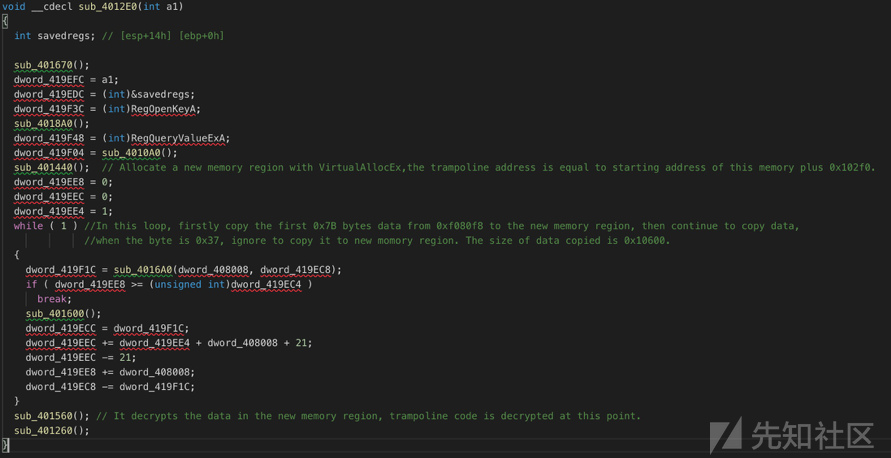 void __cdecl sub_4012E0(int a1)
{
int savedregs; // [esp+14h] [ebp+0h]
sub_401670();
dword_419EFC = a1;
dword_419EDC = (int)&savedregs;
dword_419F3C = (int)RegOpenKeyA;
sub_4018A0();
dword_419F48 = (int)RegQueryValueExA;
dword_419F04 = sub_4010A0();
sub_401440(); // Allocate a new memory region with VirtualAllocEx,the trampoline address is equal to starting address of this memory plus 0x102f0.
dword_419EE8 = 0;
dword_419EEC = 0;
dword_419EE4 = 1;
while ( 1 ) //In this loop, firstly copy the first 0x7B bytes data from 0xf080f8 to the new memory region, then continue to copy data,
//when the byte is 0x37, ignore to copy it to new momory region. The size of data copied is 0x10600.
{
dword_419F1C = sub_4016A0(dword_408008, dword_419EC8);
if ( dword_419EE8 >= (unsigned int)dword_419EC4 )
break;
sub_401600();
dword_419ECC = dword_419F1C;
dword_419EEC += dword_419EE4 + dword_408008 + 21;
dword_419EEC -= 21;
dword_419EE8 += dword_408008;
dword_419EC8 -= dword_419F1C;
}
sub_401560(); // It decrypts the data in the new memory region, trampoline code is decrypted at this point.
sub_401260();
}
先知社区